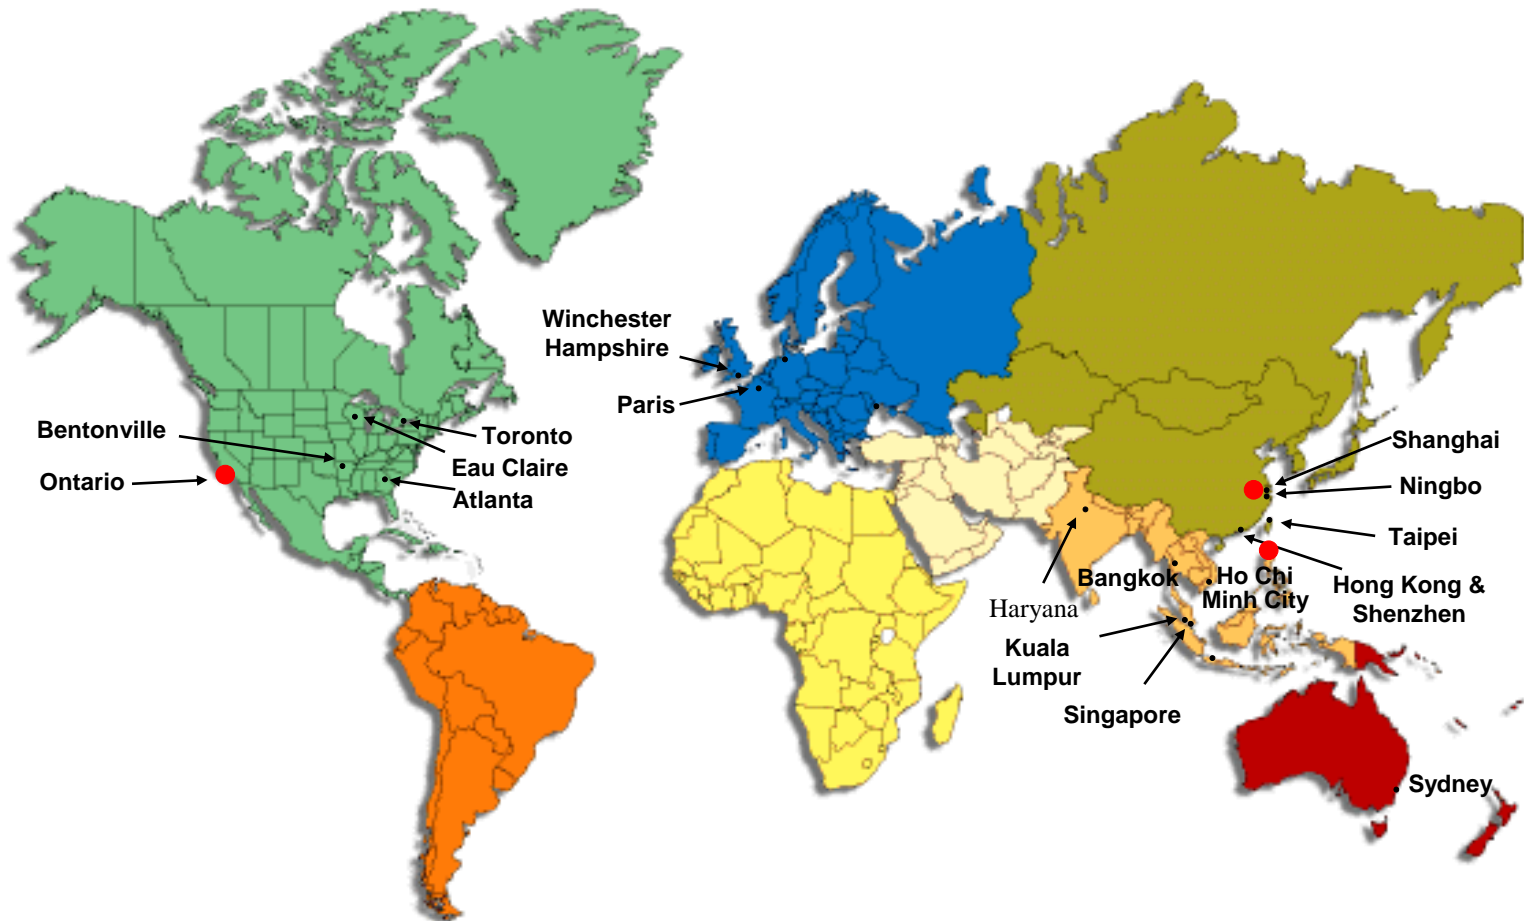 Winchester
Hampshire
Paris
Bentonville
Ontario
Toronto
Eau Claire
Atlanta
Shanghai
Ningbo
Taipei
Hong Kong &
Shenzhen
Bangkok
Ho Chi
Minh City
Haryana
Kuala
Lumpur
Singapore
Sydney